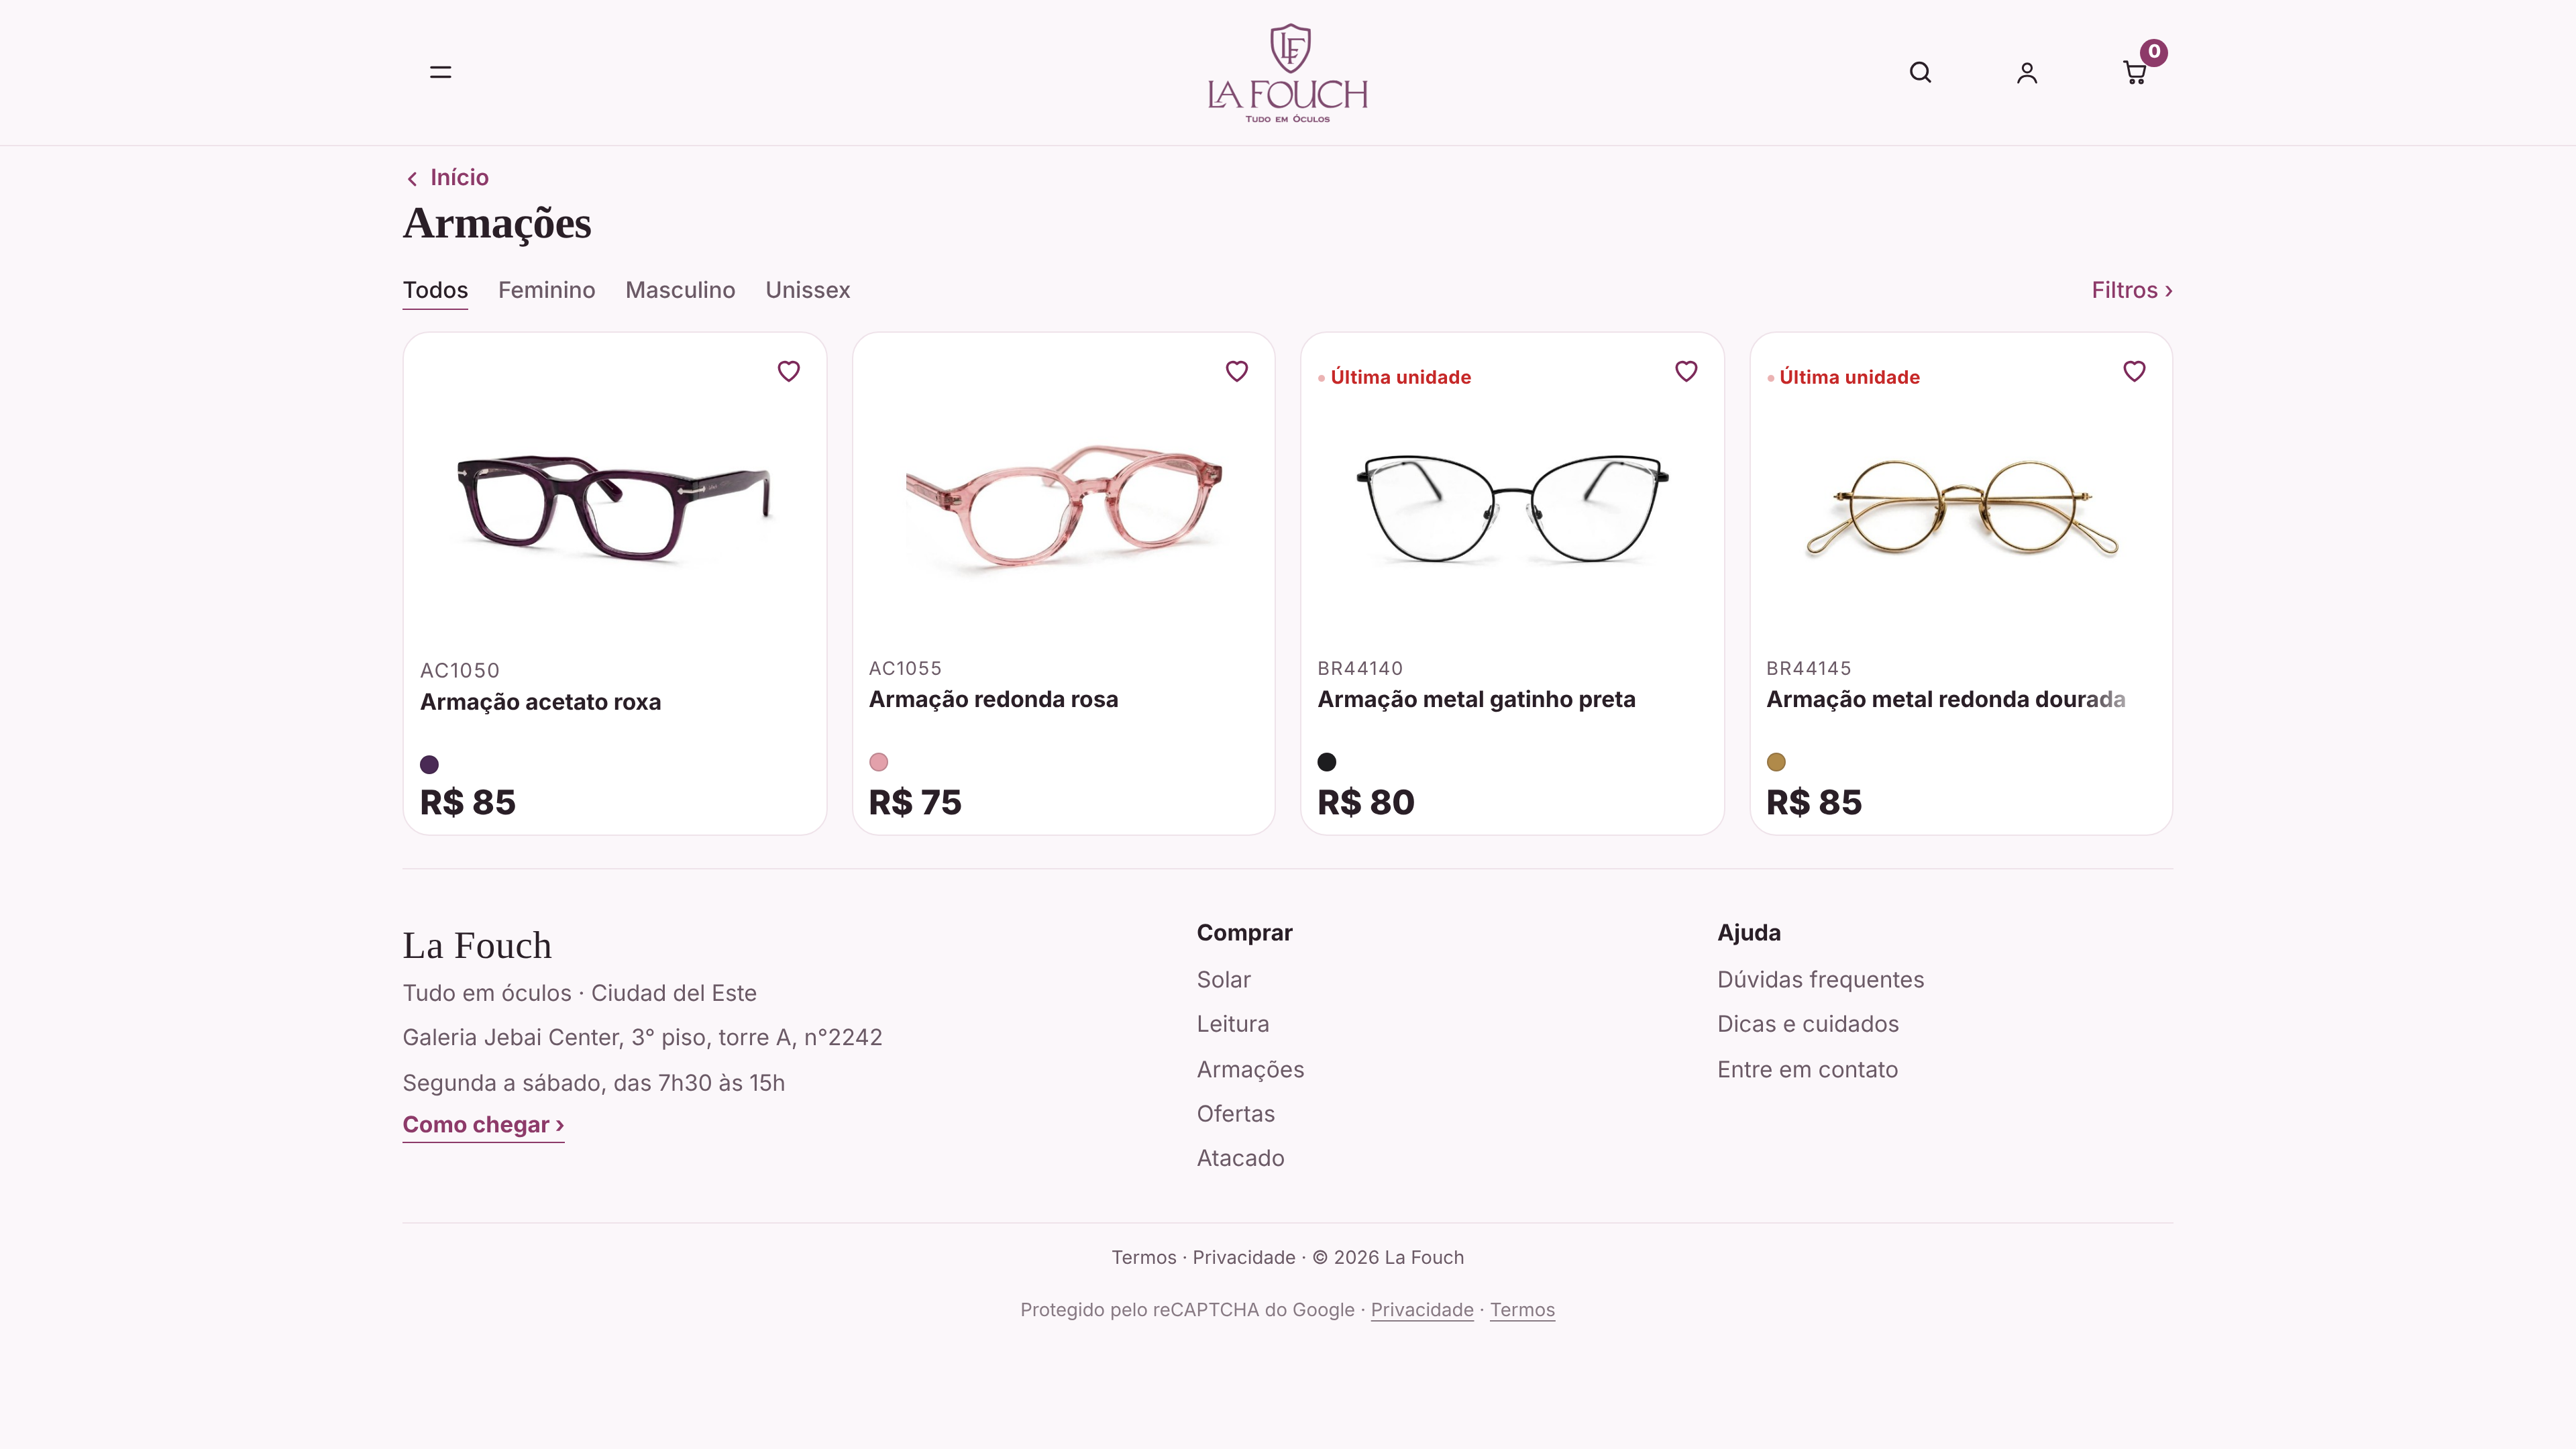 LF
LA FOUCH
TUDO EM ÓCULOS
0
Início
Armações
Todos Feminino Masculino Unissex Filtros ›
AC1050
Armação acetato roxa
R$ 85
AC1055
Armação redonda rosa
R$ 75
Última unidade
BR44140
Armação metal gatinho preta
R$ 80
Última unidade
BR44145
Armação metal redonda dourada
R$ 85
La Fouch
Tudo em óculos · Ciudad del Este
Galeria Jebai Center, 3° piso, torre A, n°2242
Segunda a sábado, das 7h30 às 15h
Como chegar ›
Comprar
Solar
Leitura
Armações
Ofertas
Atacado
Ajuda
Dúvidas frequentes
Dicas e cuidados
Entre em contato
Termos · Privacidade · © 2026 La Fouch
Protegido pelo reCAPTCHA do Google · Privacidade · Termos